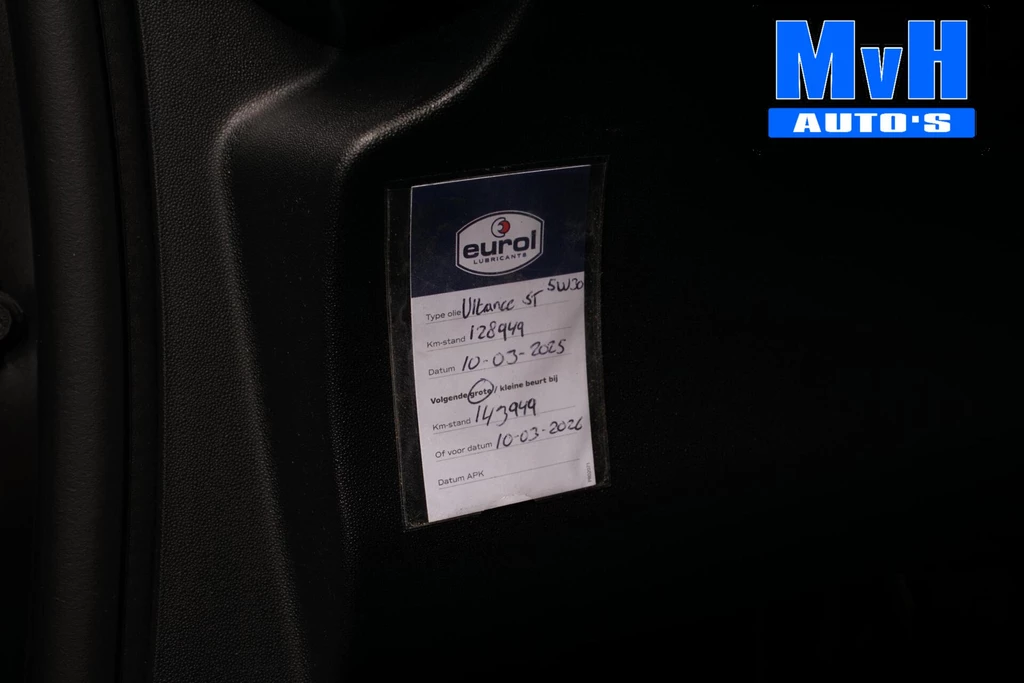 MvH
AUTO'S
eurol
LUBRICANTS
Type olie Ultance ST 5W30
Km-stand 128949
Datum 10-03-2025
Volgende grote / kleine beurt bij
Km-stand 143949
Of voor datum 10-03-2026
Datum APK